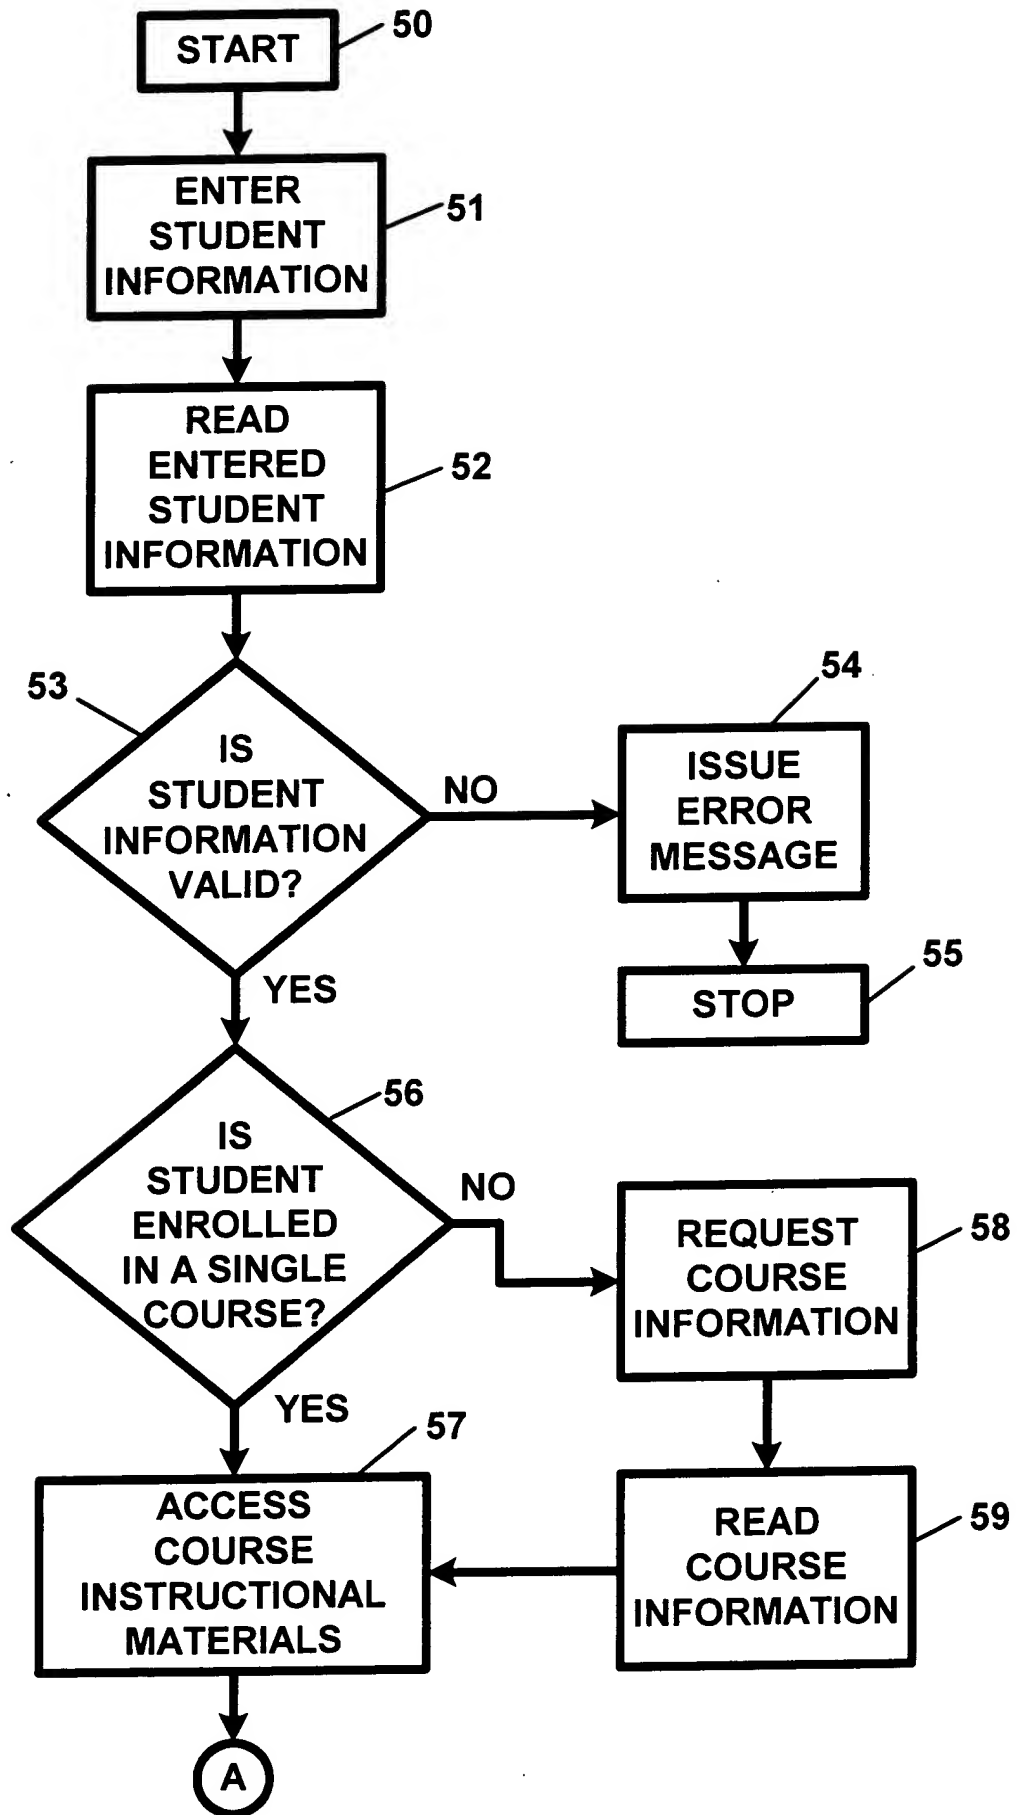 START
50
ENTER
STUDENT
INFORMATION
51
READ
ENTERED
STUDENT
INFORMATION
52
53
IS
STUDENT
INFORMATION
VALID?
NO
54
ISSUE
ERROR
MESSAGE
YES
55
STOP
56
IS
STUDENT
ENROLLED
IN A SINGLE
COURSE?
NO
58
REQUEST
COURSE
INFORMATION
YES
57
ACCESS
COURSE
INSTRUCTIONAL
MATERIALS
59
READ
COURSE
INFORMATION
A